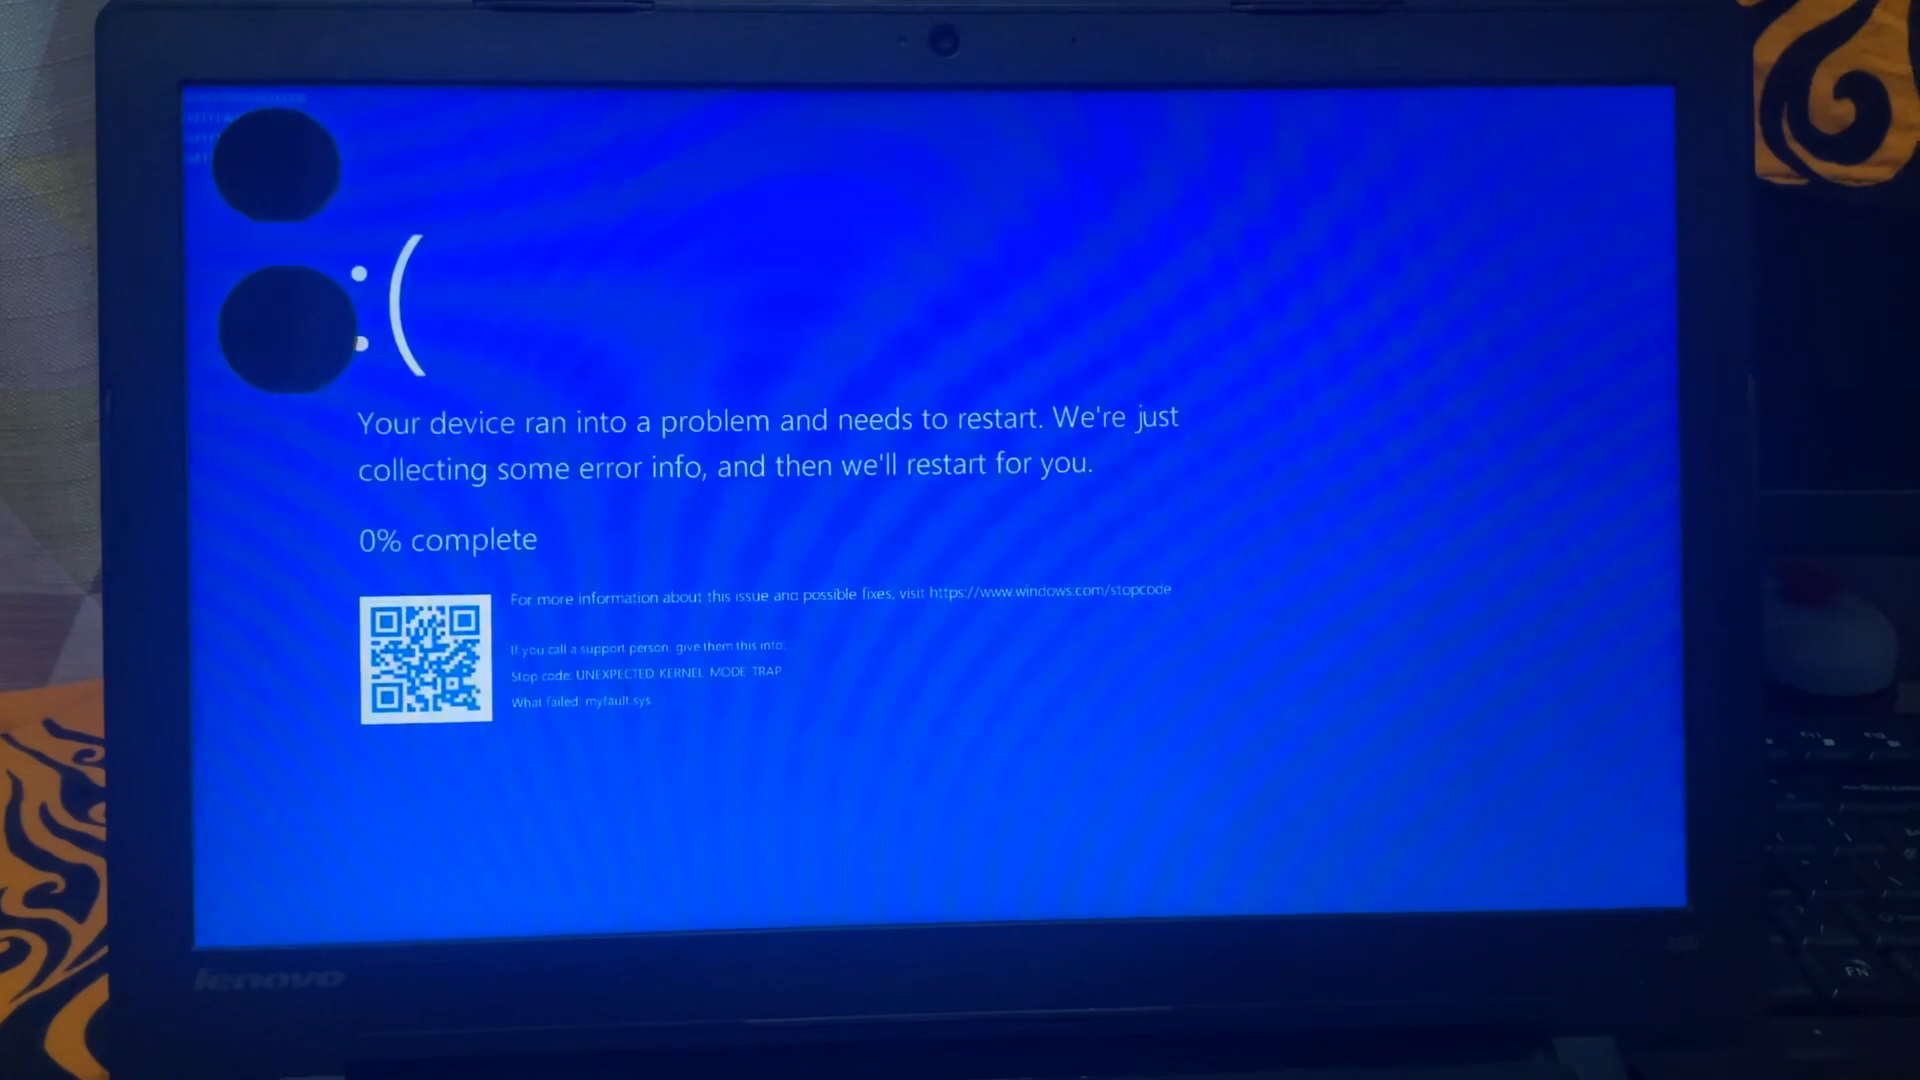 :(
Your device ran into a problem and needs to restart. We're just
collecting some error info, and then we'll restart for you.
0% complete
For more information about this issue and possible fixes, visit https://www.windows.com/stopcode
If you call a support person, give them this info:
Stop code: UNEXPECTED KERNEL MODE TRAP
What failed: myfault.sys
lenovo
FN